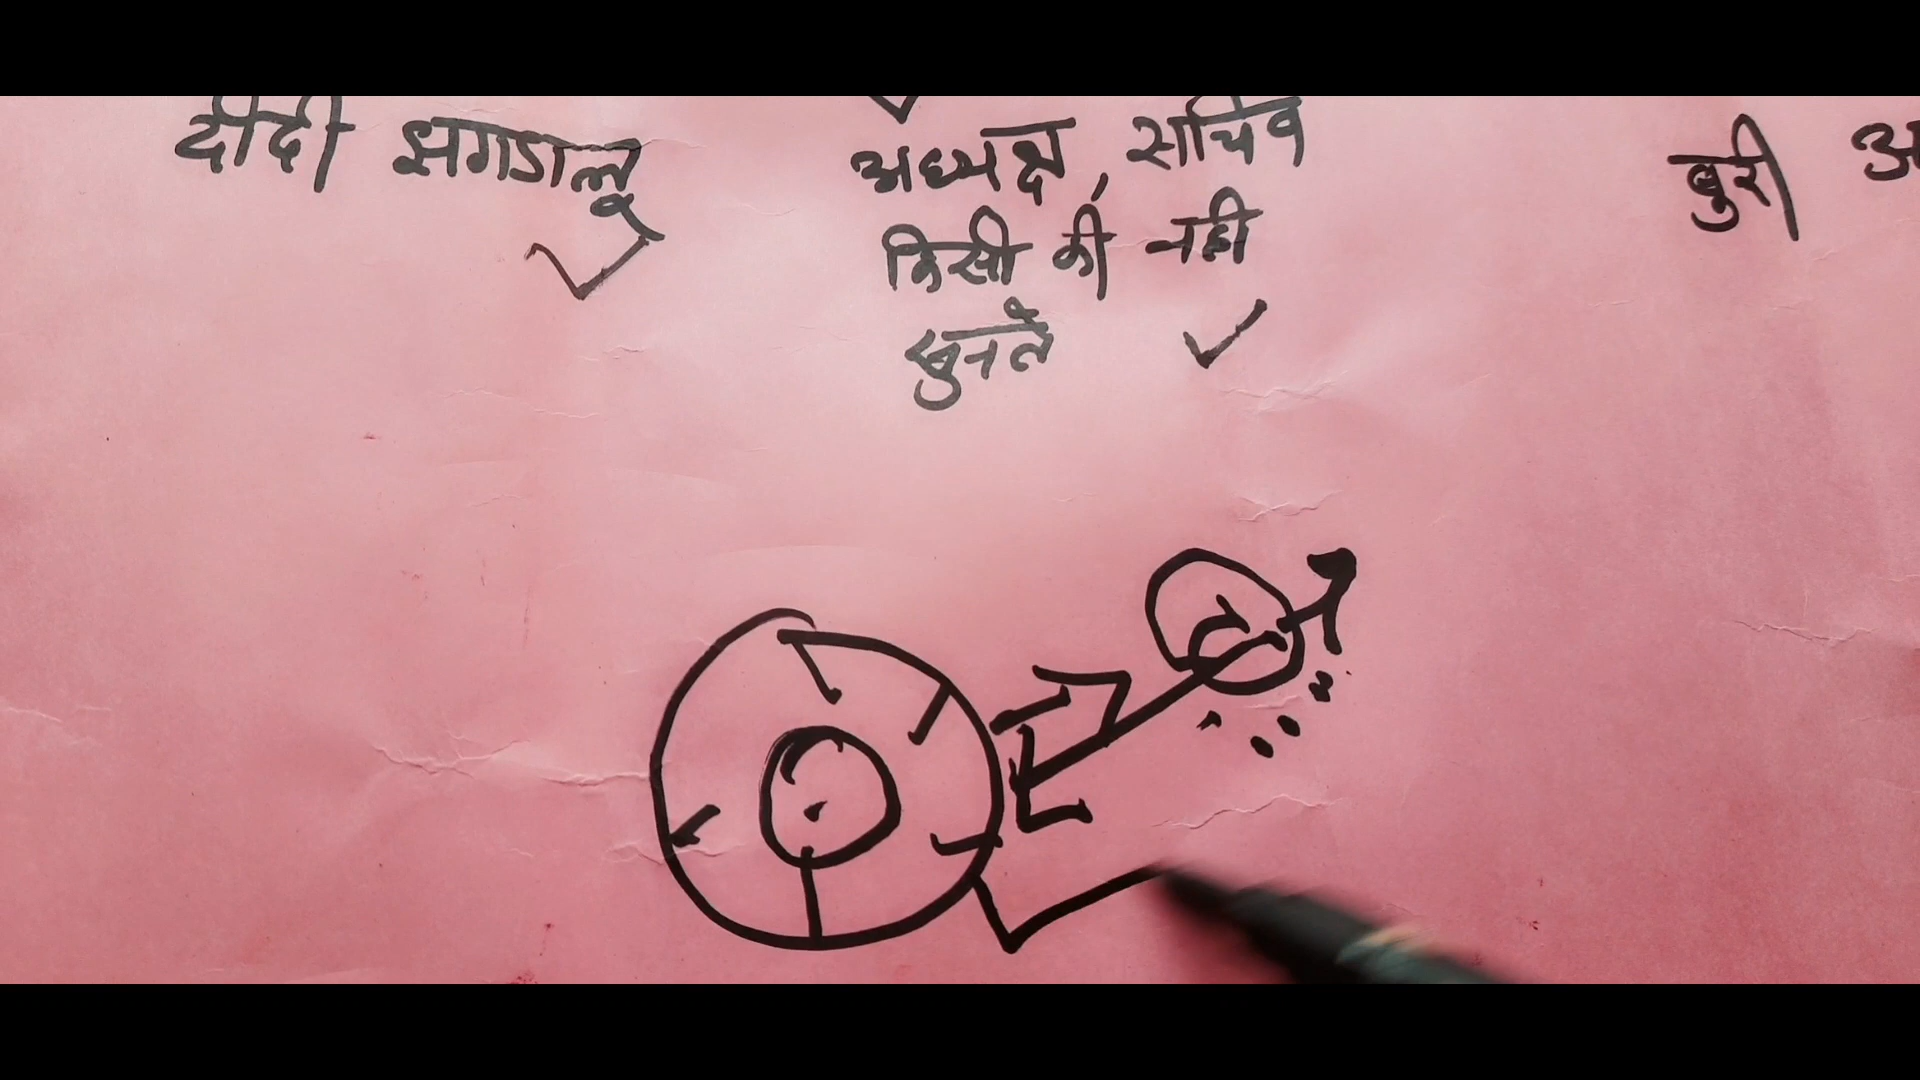 दीदी झगडालू
अध्यक्ष, सचिव
किसी की नही
सुनते
बुरी